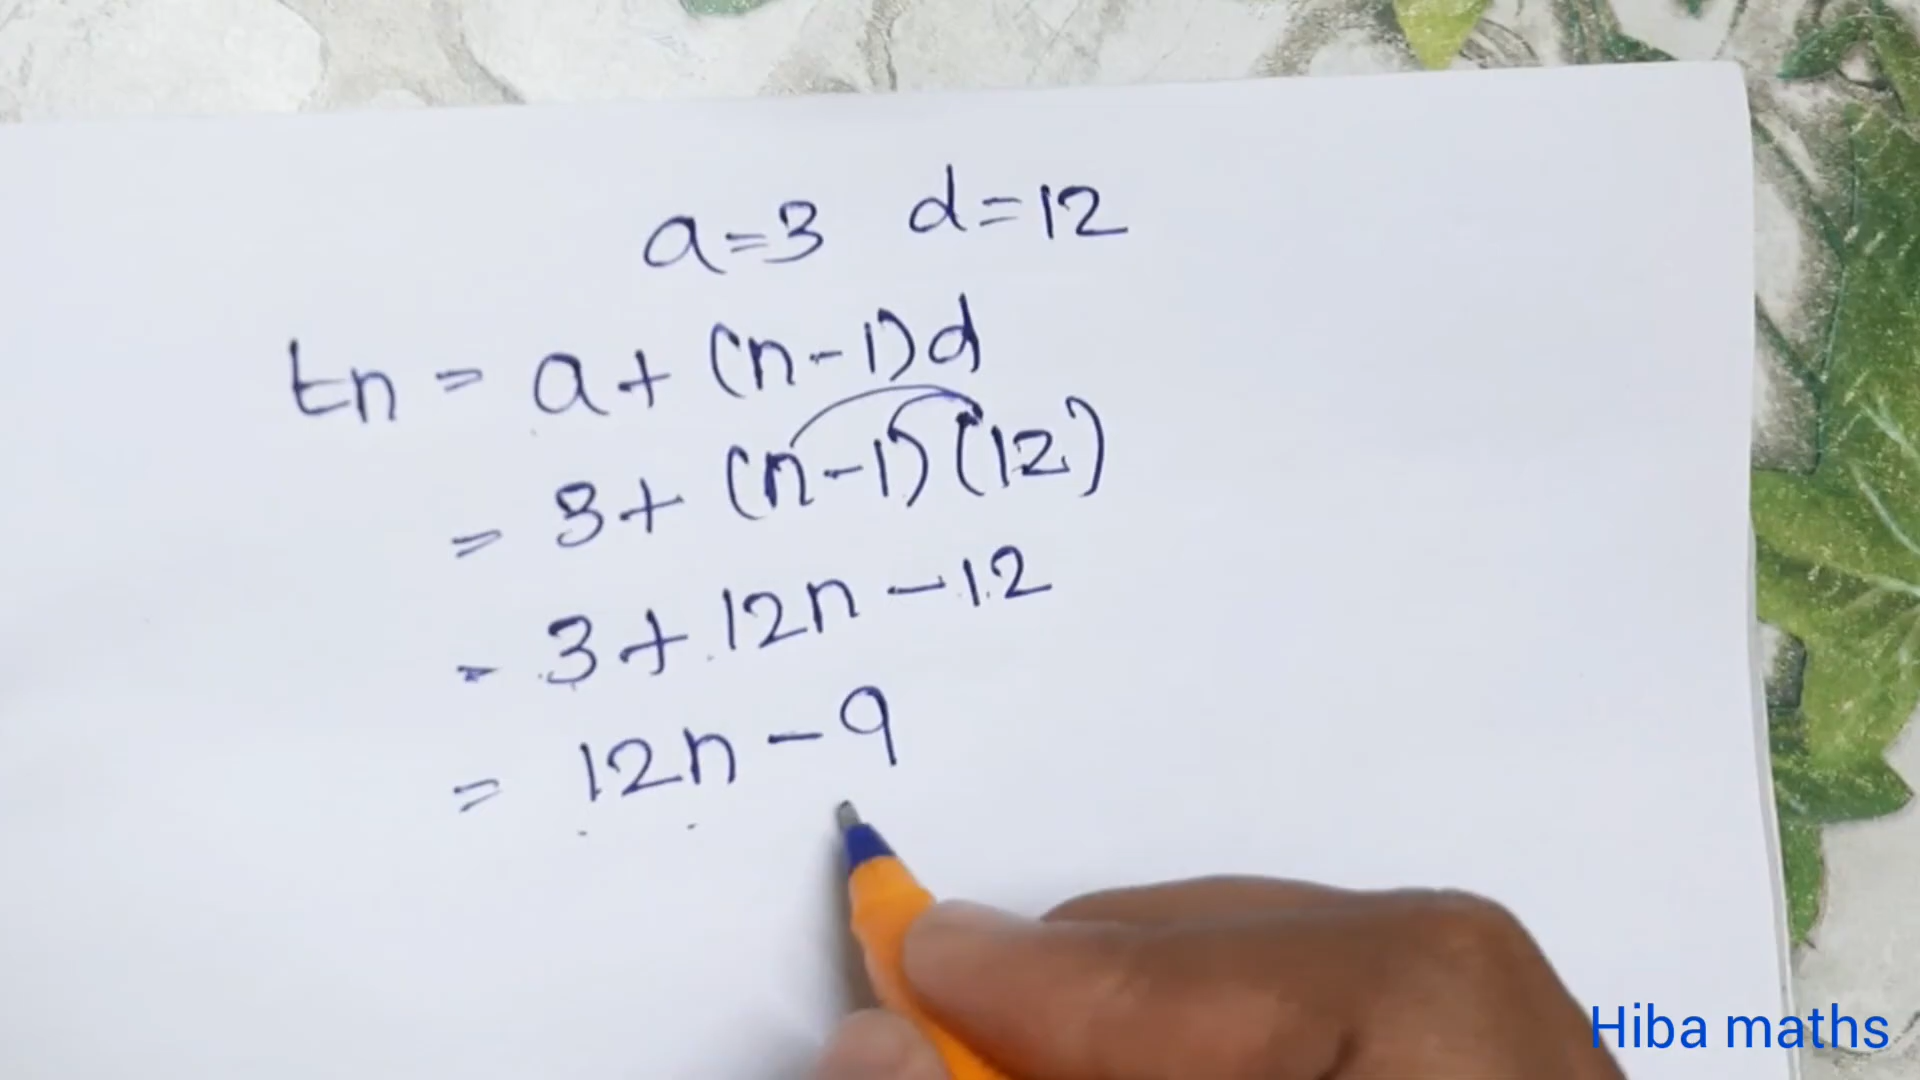 a=3 d=12
tn = a+(n-1)d
= 3+(n-1)(12)
= 3+12n-12
= 12n-9
Hiba maths